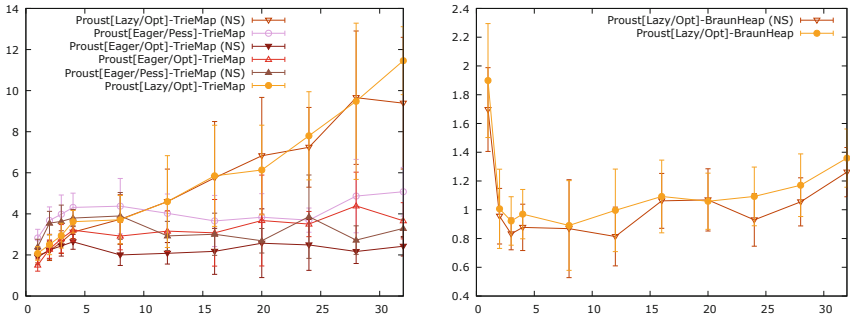 14
12
10
8
6
4
2
0
Proust[Lazy/Opt]-TrieMap (NS)
Proust[Eager/Pess]-TrieMap
Proust[Eager/Opt]-TrieMap (NS)
Proust[Eager/Opt]-TrieMap
Proust[Eager/Pess]-TrieMap (NS)
Proust[Lazy/Opt]-TrieMap
0 5 10 15 20 25 30
2.4
2.2
2
1.8
1.6
1.4
1.2
1
0.8
0.6
0.4
Proust[Lazy/Opt]-BraunHeap (NS)
Proust[Lazy/Opt]-BraunHeap
0 5 10 15 20 25 30